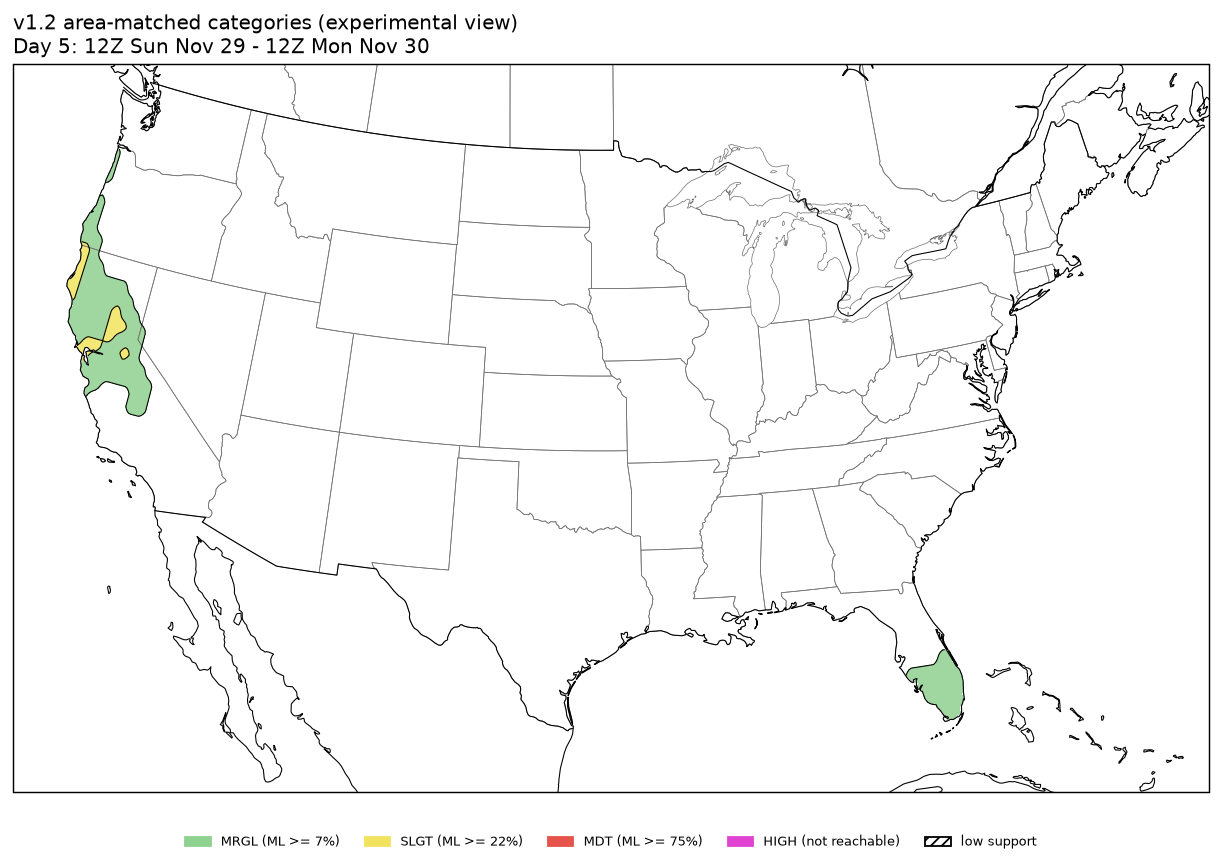 v1.2 area-matched categories (experimental view)
Day 5: 12Z Sun Nov 29 - 12Z Mon Nov 30
MRGL (ML >= 7%) SLGT (ML >= 22%) MDT (ML >= 75%) HIGH (not reachable) low support